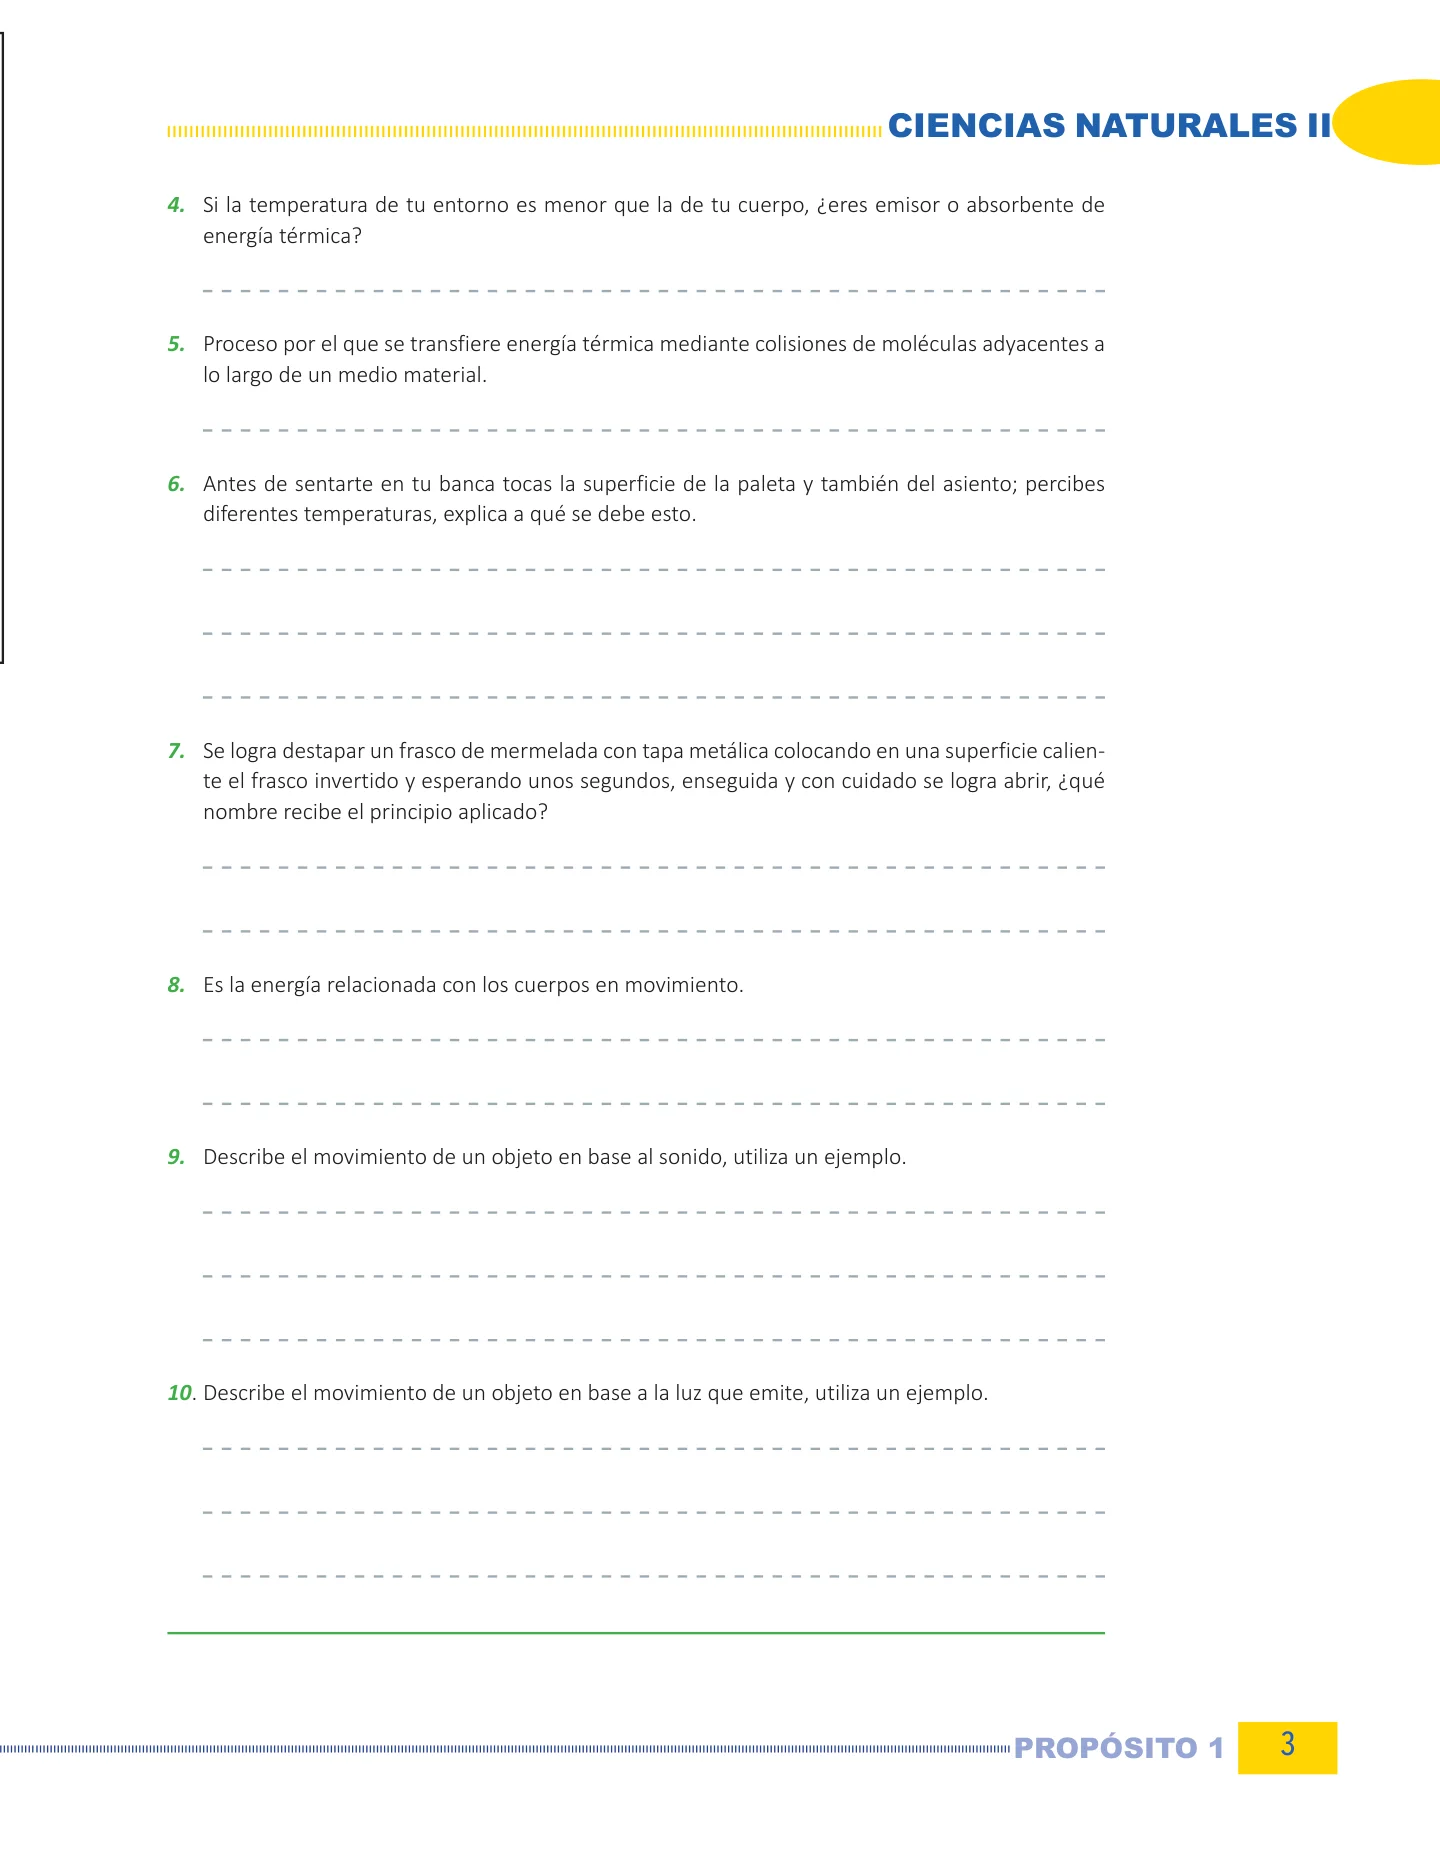 CIENCIAS NATURALES II
4. Si la temperatura de tu entorno es menor que la de tu cuerpo, ¿eres emisor o absorbente de
energía térmica?
5. Proceso por el que se transfiere energía térmica mediante colisiones de moléculas adyacentes a
lo largo de un medio material.
6. Antes de sentarte en tu banca tocas la superficie de la paleta y también del asiento; percibes
diferentes temperaturas, explica a qué se debe esto.
7. Se logra destapar un frasco de mermelada con tapa metálica colocando en una superficie calien-
te el frasco invertido y esperando unos segundos, enseguida y con cuidado se logra abrir, ¿qué
nombre recibe el principio aplicado?
8. Es la energía relacionada con los cuerpos en movimiento.
9. Describe el movimiento de un objeto en base al sonido, utiliza un ejemplo.
10. Describe el movimiento de un objeto en base a la luz que emite, utiliza un ejemplo.
PROPÓSITO 1 3